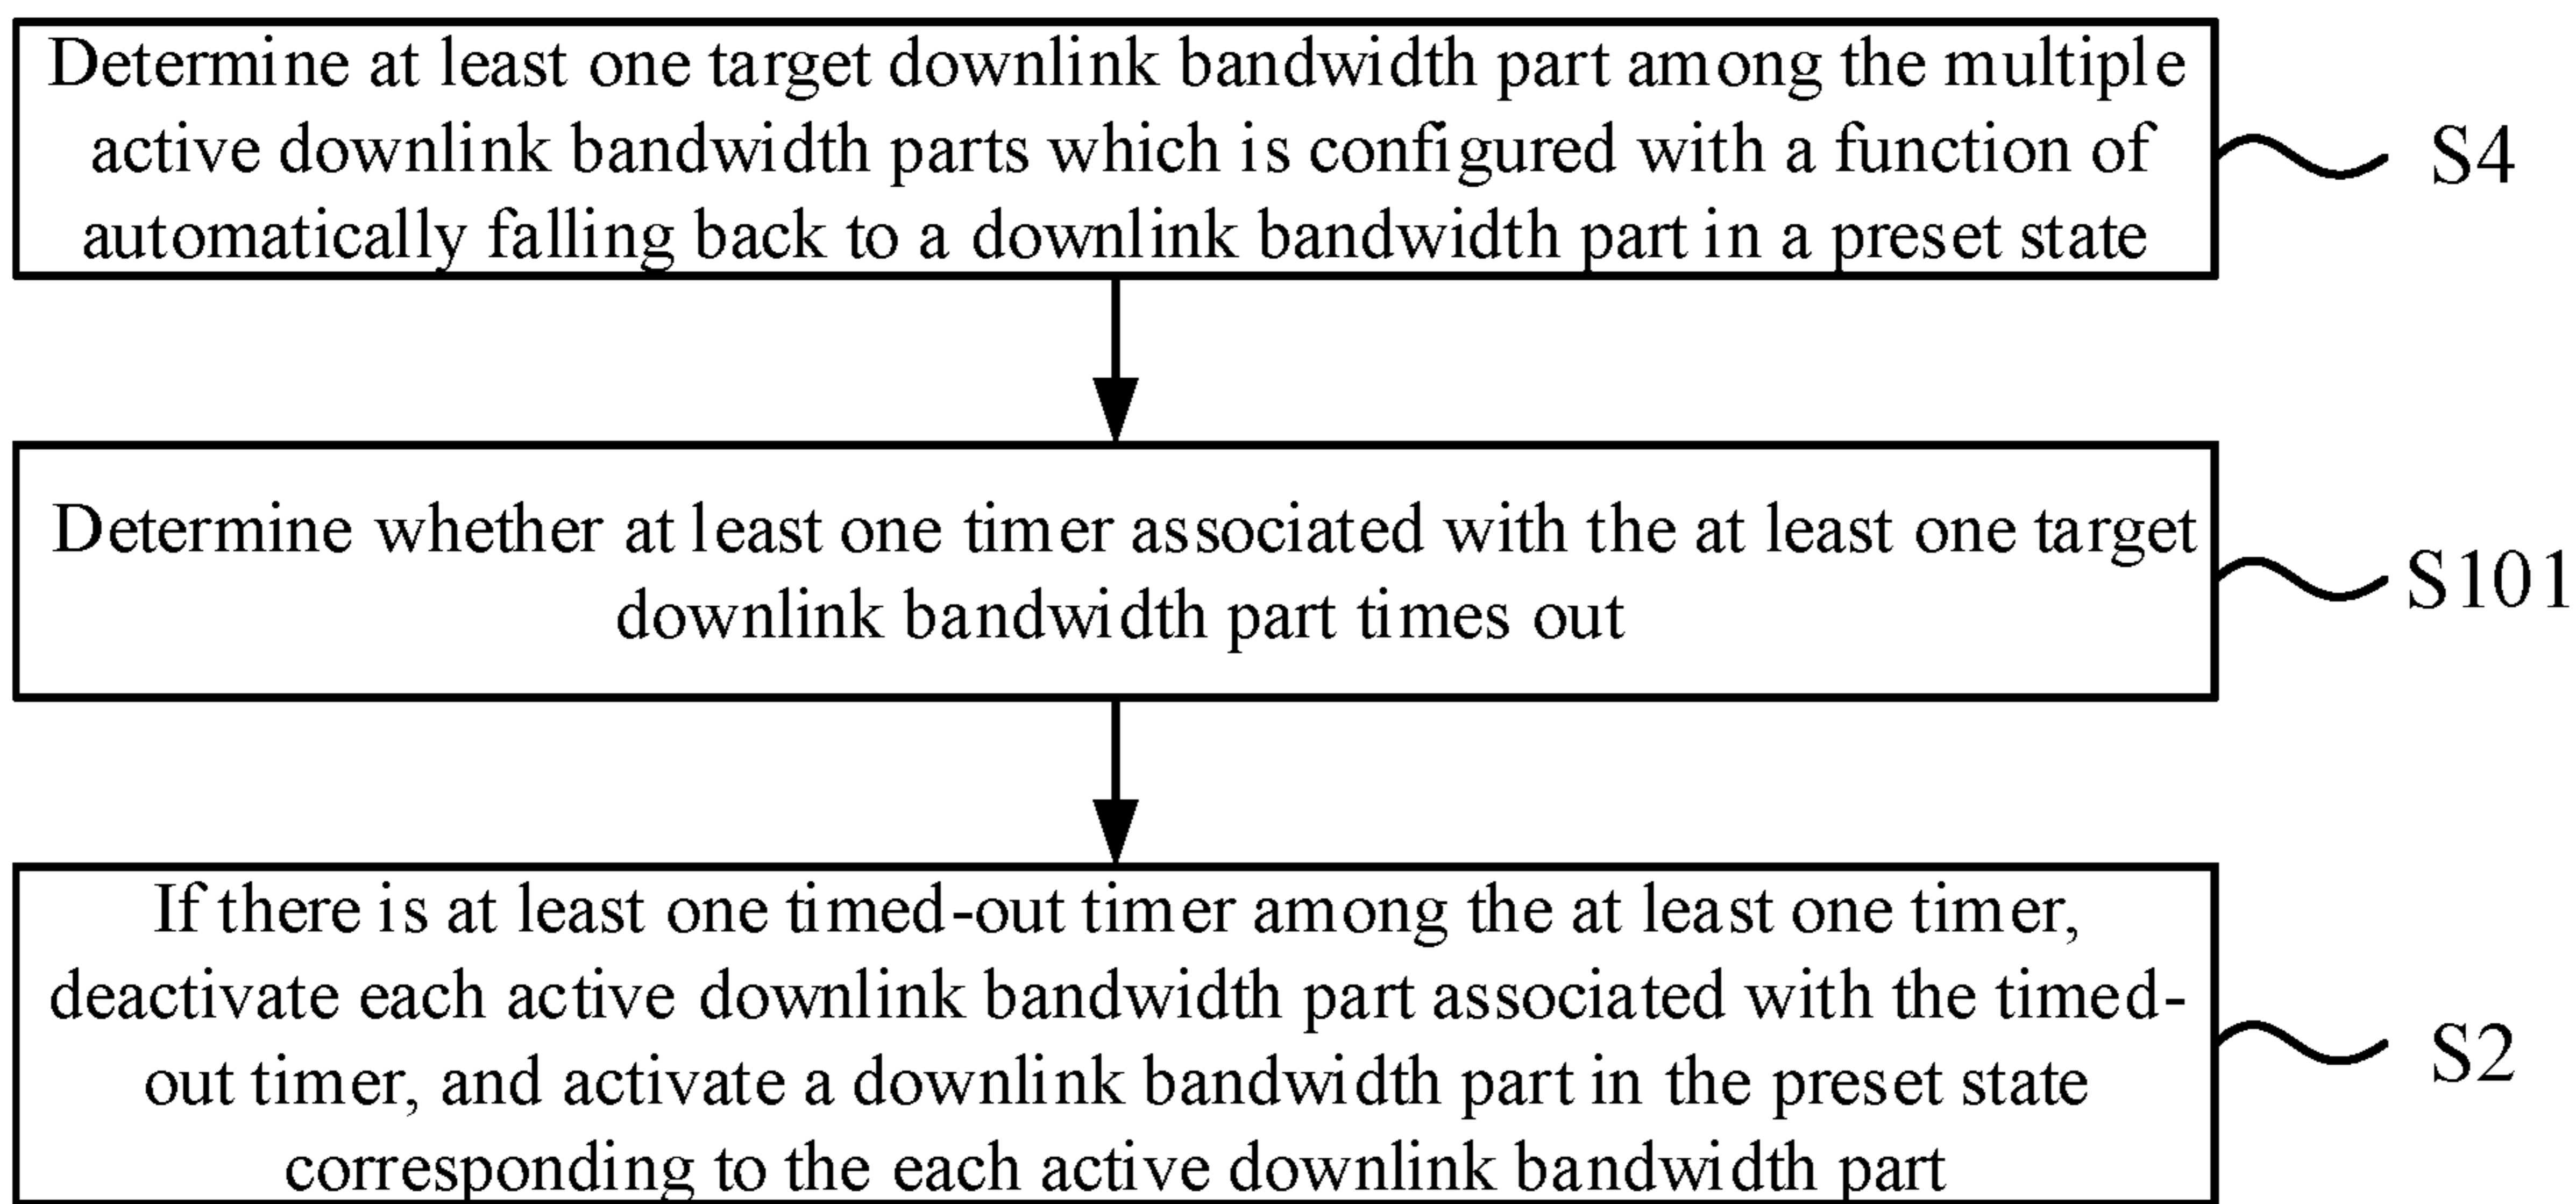 Determine at least one target downlink bandwidth part among the multiple
active downlink bandwidth parts which is configured with a function of
automatically falling back to a downlink bandwidth part in a preset state
S4
Determine whether at least one timer associated with the at least one target
downlink bandwidth part times out
S101
If there is at least one timed-out timer among the at least one timer,
deactivate each active downlink bandwidth part associated with the timed-
out timer, and activate a downlink bandwidth part in the preset state
corresponding to the each active downlink bandwidth part
S2